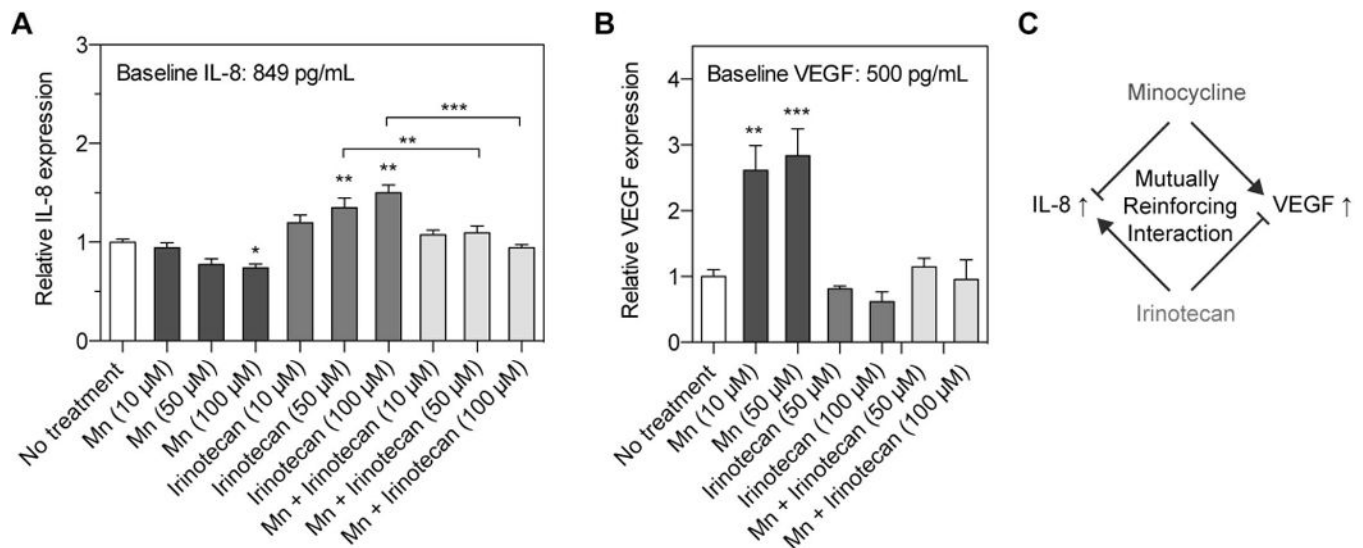 A
Relative IL-8 expression
3
2
1
0
Baseline IL-8: 849 pg/mL
***
**
**
**
*
No treatment
Mn (10 µM)
Mn (50 µM)
Mn (100 µM)
Irinotecan (10 µM)
Irinotecan (50 µM)
Irinotecan (100 µM)
Mn + Irinotecan (10 µM)
Mn + Irinotecan (50 µM)
Mn + Irinotecan (100 µM)
B
Relative VEGF expression
4
3
2
1
0
Baseline VEGF: 500 pg/mL
**
***
No treatment
Mn (10 µM)
Mn (50 µM)
Irinotecan (50 µM)
Irinotecan (100 µM)
Mn + Irinotecan (50 µM)
Mn + Irinotecan (100 µM)
C
Minocycline
IL-8 ↑
Mutually
Reinforcing
Interaction
VEGF ↑
Irinotecan